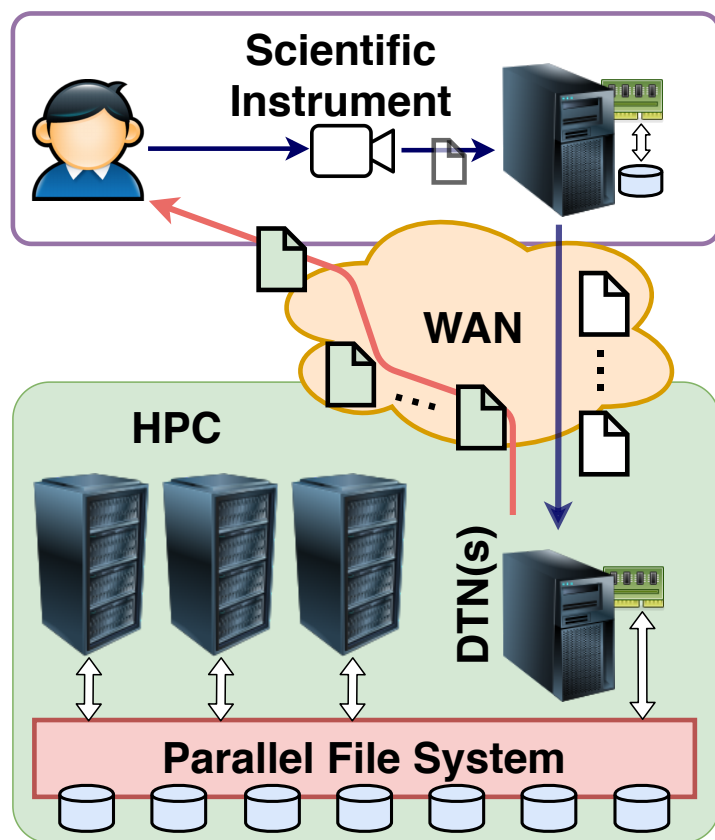 Scientific
Instrument
WAN
HPC
DTN(s)
Parallel File System